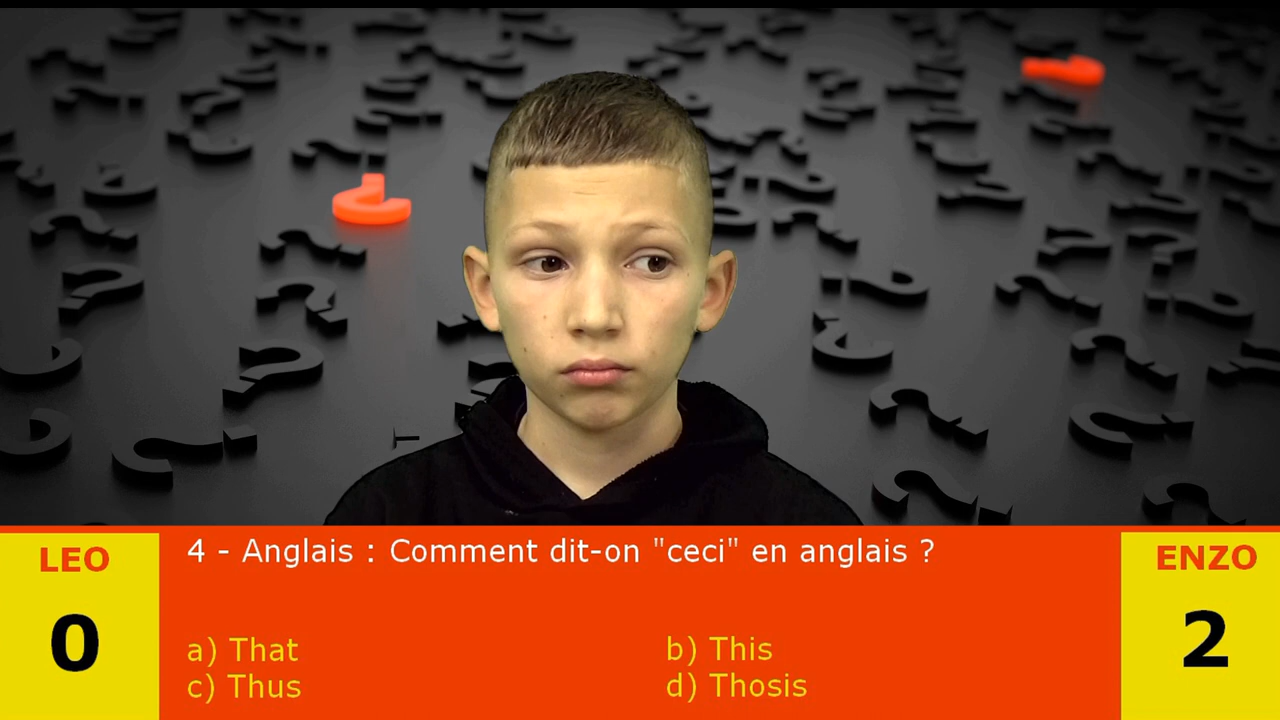 LEO
0
4 - Anglais : Comment dit-on "ceci" en anglais ?
a) That
b) This
c) Thus
d) Thosis
ENZO
2